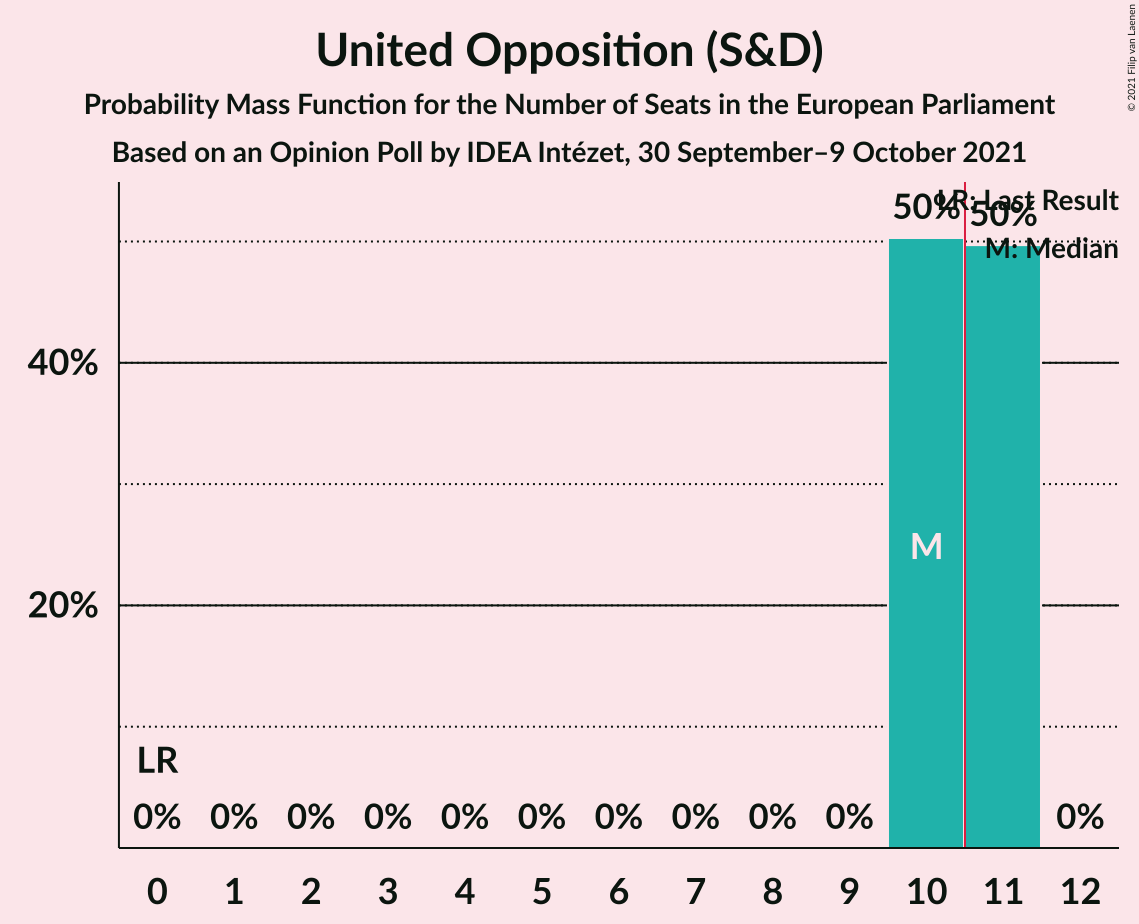 United Opposition (S&D)
Probability Mass Function for the Number of Seats in the European Parliament
Based on an Opinion Poll by IDEA Intézet, 30 September–9 October 2021
© 2021 Filip van Laenen
LR: Last Result
M: Median
50% 50%
40%
20%
M
LR
0% 0% 0% 0% 0% 0% 0% 0% 0% 0% 0%
0 1 2 3 4 5 6 7 8 9 10 11 12